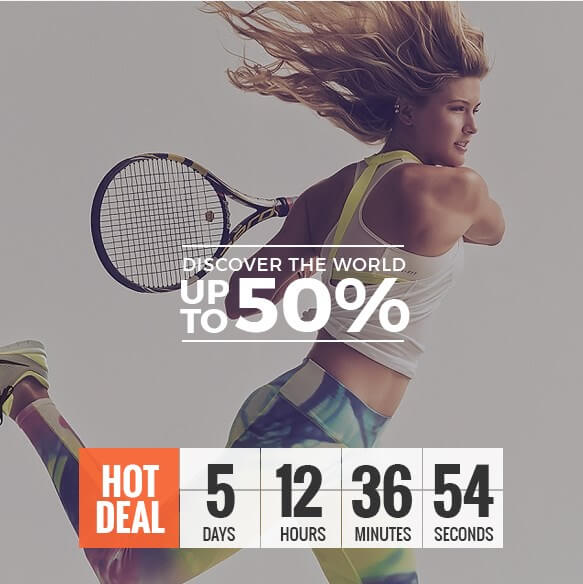 DISCOVER THE WORLD
UP
TO 50%
HOT
DEAL
5 12 36 54
DAYS HOURS MINUTES SECONDS